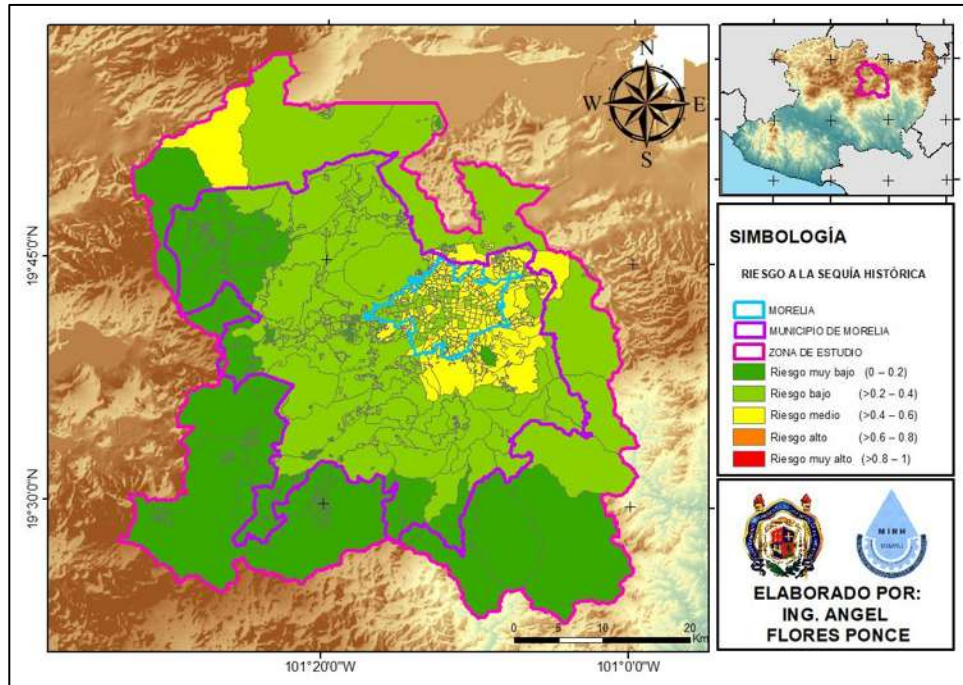 N
W E
S
19°45'0"N
19°30'0"N
101°20'0"W
101°0'0"W
0 5 10 20
Km
SIMBOLOGÍA
RIESGO A LA SEQUÍA HISTÓRICA
MORELIA
MUNICIPIO DE MORELIA
ZONA DE ESTUDIO
Riesgo muy bajo (0 – 0.2)
Riesgo bajo (>0.2 – 0.4)
Riesgo medio (>0.4 – 0.6)
Riesgo alto (>0.6 – 0.8)
Riesgo muy alto (>0.8 – 1)
MIRH
ELABORADO POR:
ING. ANGEL
FLORES PONCE